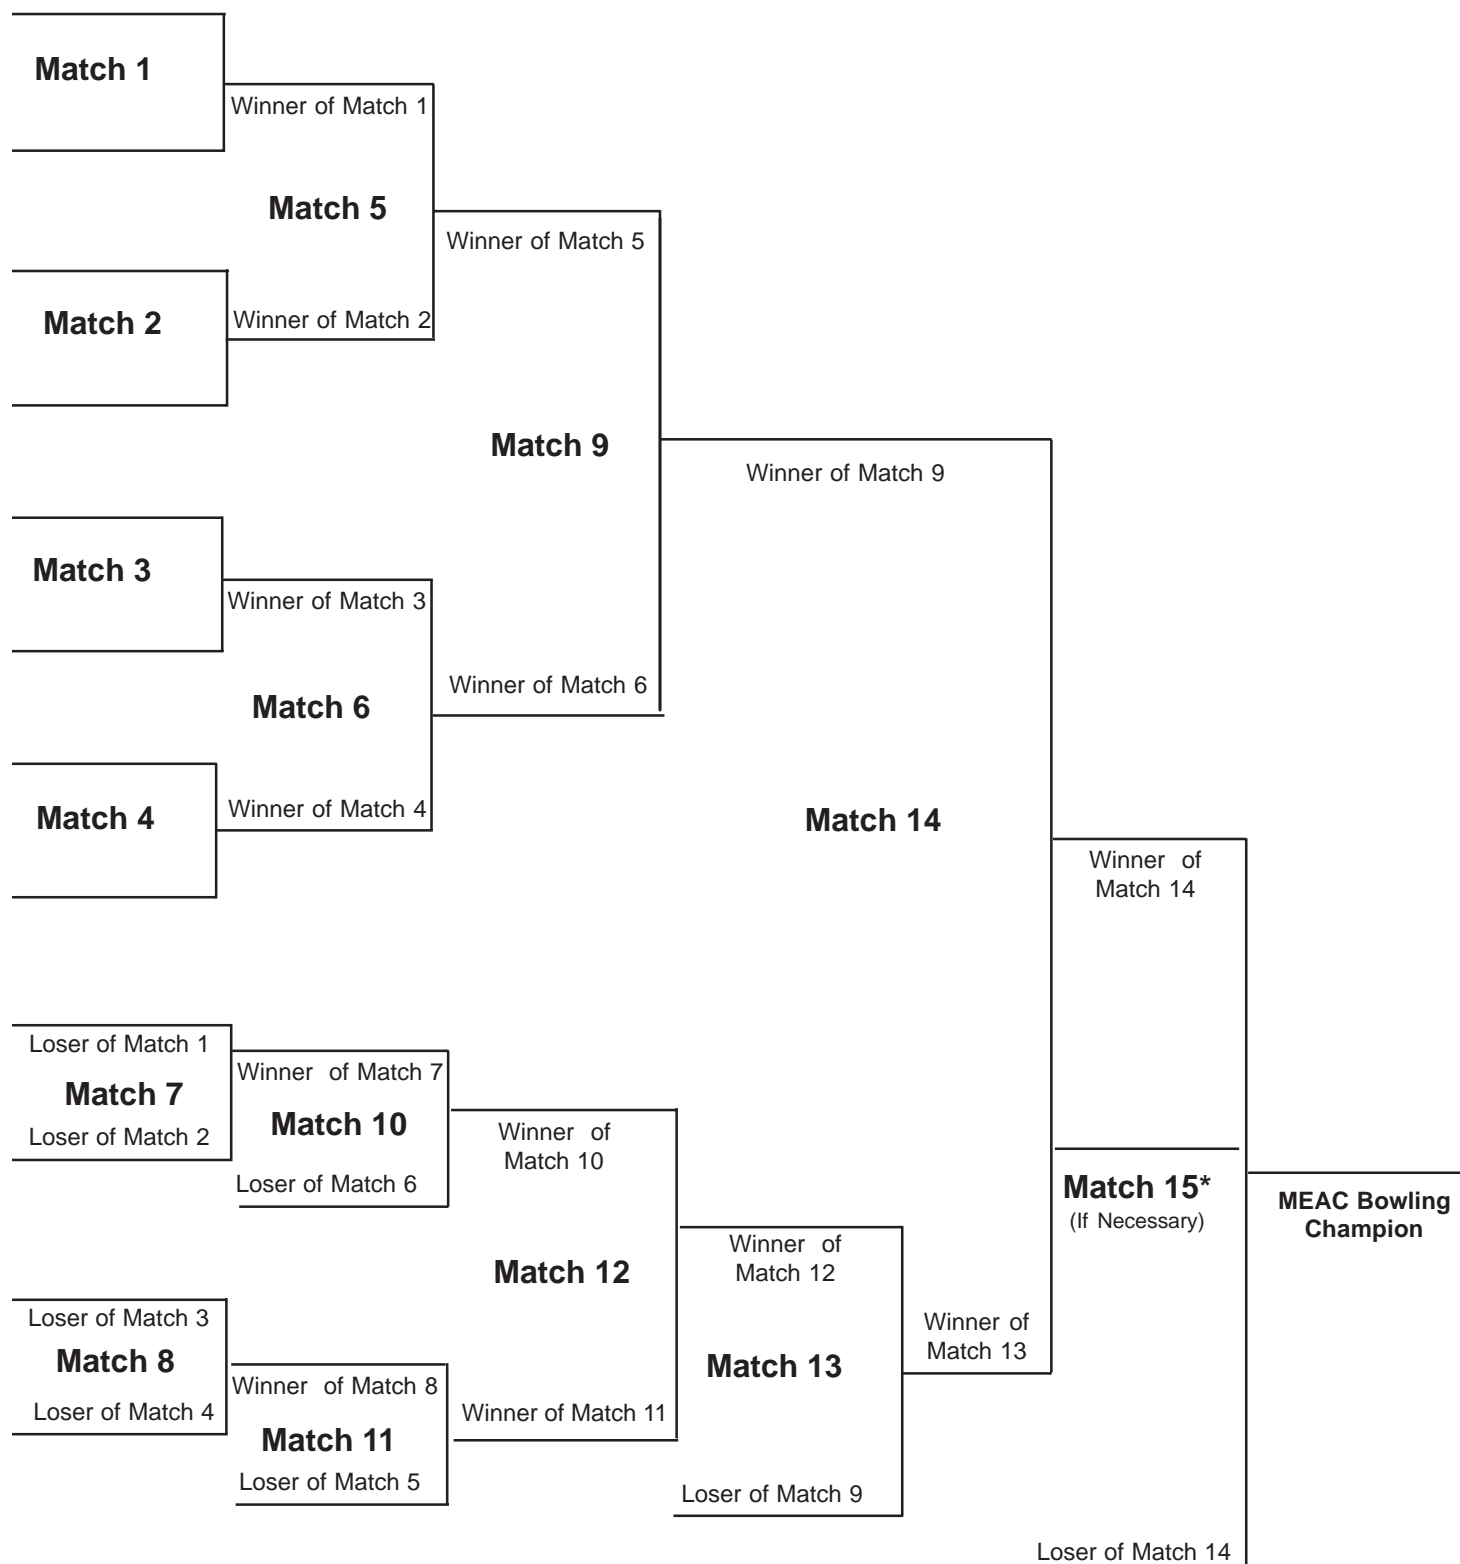 Match 1
Winner of Match 1
Match 5
Winner of Match 5
Match 2
Winner of Match 2
Match 9
Winner of Match 9
Match 3
Winner of Match 3
Match 6
Winner of Match 6
Match 4
Winner of Match 4
Match 14
Winner of
Match 14
Loser of Match 1
Match 7
Loser of Match 2
Winner of Match 7
Match 10
Loser of Match 6
Winner of
Match 10
Match 15*
(If Necessary)
MEAC Bowling
Champion
Match 12
Winner of
Match 12
Loser of Match 3
Match 8
Loser of Match 4
Winner of Match 8
Match 11
Loser of Match 5
Winner of Match 11
Match 13
Winner of
Match 13
Loser of Match 9
Loser of Match 14